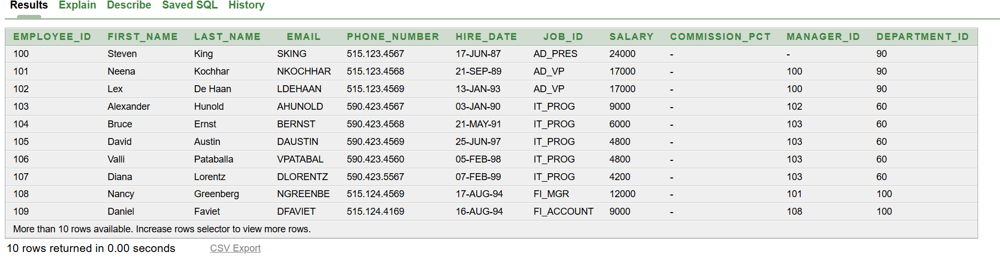 Results Explain Describe Saved SQL History
EMPLOYEE_ID FIRST_NAME LAST_NAME EMAIL PHONE_NUMBER HIRE_DATE JOB_ID SALARY COMMISSION_PCT MANAGER_ID DEPARTMENT_ID
100 Steven King SKING 515.123.4567 17-JUN-87 AD_PRES 24000 - - 90
101 Neena Kochhar NKOCHHAR 515.123.4568 21-SEP-89 AD_VP 17000 - 100 90
102 Lex De Haan LDEHAAN 515.123.4569 13-JAN-93 AD_VP 17000 - 100 90
103 Alexander Hunold AHUNOLD 590.423.4567 03-JAN-90 IT_PROG 9000 - 102 60
104 Bruce Ernst BERNST 590.423.4568 21-MAY-91 IT_PROG 6000 - 103 60
105 David Austin DAUSTIN 590.423.4569 25-JUN-97 IT_PROG 4800 - 103 60
106 Valli Pataballa VPATABAL 590.423.4560 05-FEB-98 IT_PROG 4800 - 103 60
107 Diana Lorentz DLORENTZ 590.423.5567 07-FEB-99 IT_PROG 4200 - 103 60
108 Nancy Greenberg NGREENBE 515.124.4569 17-AUG-94 FI_MGR 12000 - 101 100
109 Daniel Faviet DFAVIET 515.124.4169 16-AUG-94 FI_ACCOUNT 9000 - 108 100
More than 10 rows available. Increase rows selector to view more rows.
10 rows returned in 0.00 seconds CSV Export